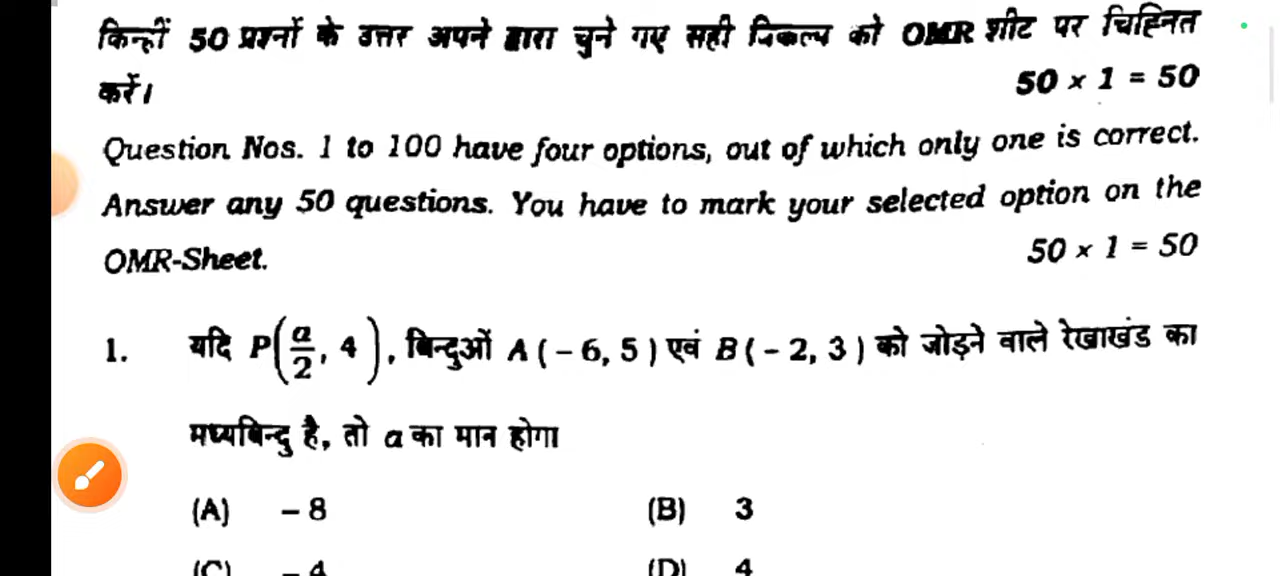 किन्हीं 50 प्रश्नों के उत्तर अपने द्वारा चुने गए सही विकल्प को OMR शीट पर चिह्नित
करें। 50 × 1 = 50
Question Nos. 1 to 100 have four options, out of which only one is correct.
Answer any 50 questions. You have to mark your selected option on the
OMR-Sheet. 50 × 1 = 50
1. यदि P(a/2, 4), बिन्दुओं A ( – 6, 5 ) एवं B ( – 2, 3 ) को जोड़ने वाले रेखाखंड का
मध्यबिन्दु है, तो a का मान होगा
(A) – 8 (B) 3
(C) – 4 (D) 4